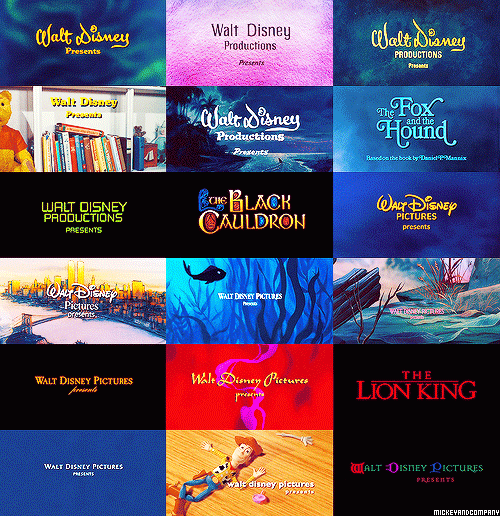 Walt Disney
Presents
Walt Disney
Productions
Presents
Walt Disney
PRODUCTIONS
Presents
Walt Disney
Presents
Walt Disney
Productions
Presents
The Fox
and the
Hound
Based on the book by Daniel P. Mannix
WALT DISNEY
PRODUCTIONS
PRESENTS
the BLACK
CAULDRON
Walt Disney
PICTURES
presents
Walt Disney
Pictures
presents
WALT DISNEY PICTURES
PRESENTS
WALT DISNEY PICTURES
WALT DISNEY PICTURES
presents
Walt Disney Pictures
presents
THE
LION KING
WALT DISNEY PICTURES
PRESENTS
walt disney pictures
presents
WALT DISNEY PICTURES
PRESENTS
MICKEYANDCOMPANY